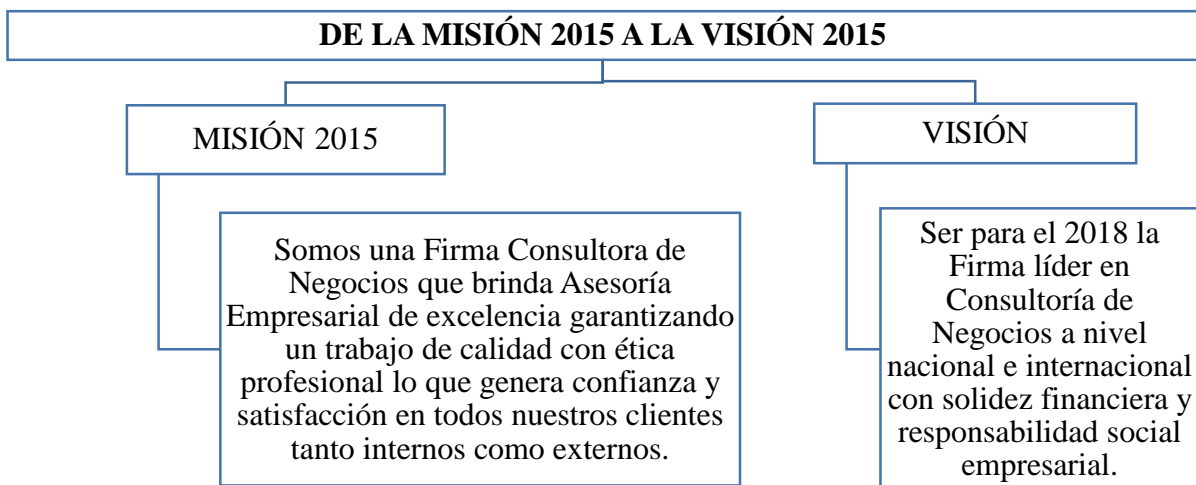 DE LA MISIÓN 2015 A LA VISIÓN 2015
MISIÓN 2015
Somos una Firma Consultora de
Negocios que brinda Asesoría
Empresarial de excelencia garantizando
un trabajo de calidad con ética
profesional lo que genera confianza y
satisfacción en todos nuestros clientes
tanto internos como externos.
VISIÓN
Ser para el 2018 la
Firma líder en
Consultoría de
Negocios a nivel
nacional e internacional
con solidez financiera y
responsabilidad social
empresarial.